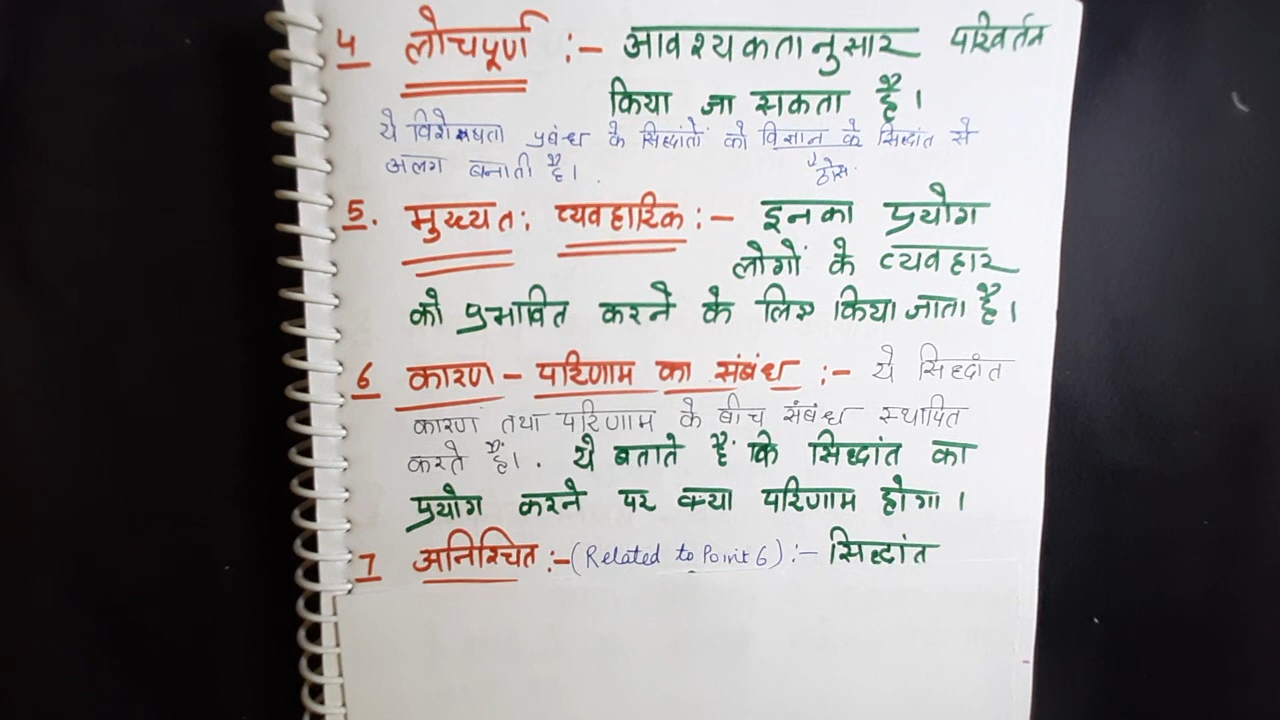 4 लोचपूर्ण :- आवश्यकतानुसार परिवर्तन
किया जा सकता है।
ये विशेषषता प्रबंध के सिद्धांतों को विज्ञान के सिद्धांत से
अलग बनाती है।
ठोस.
5. मुख्यत: व्यवहारिक :- इनका प्रयोग
लोगों के व्यवहार
को प्रभावित करने के लिए किया जाता है।
6 कारण - परिणाम का संबंध :- ये सिद्धांत
कारण तथा परिणाम के बीच संबंध स्थापित
करते हैं।. ये बताते हैं कि सिद्धांत का
प्रयोग करने पर क्या परिणाम होगा।
7 अनिश्चित :- (Related to Point 6) :- सिद्धांत